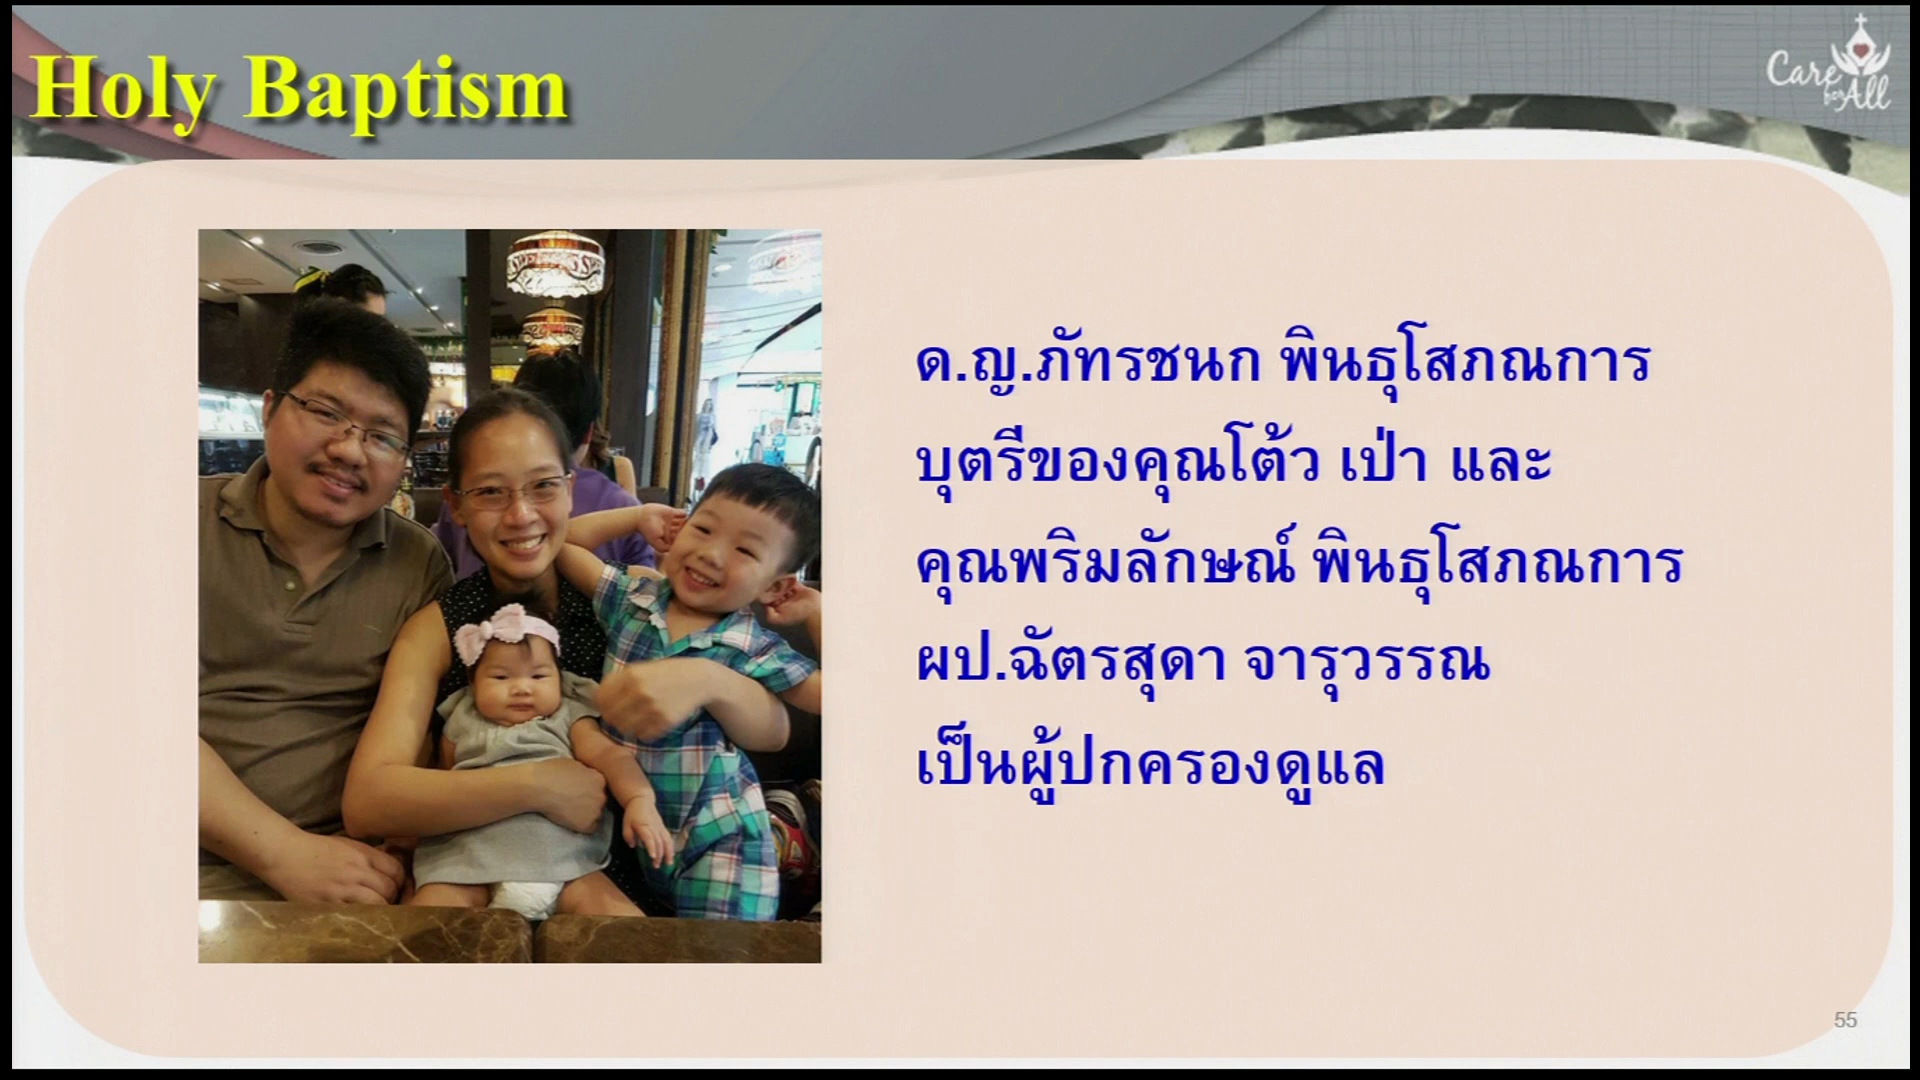 Holy Baptism
Care
for All
ด.ญ.ภัทรชนก พินธุโสภณการ
บุตรีของคุณโต้ว เป่า และ
คุณพริมลักษณ์ พินธุโสภณการ
ผป.ฉัตรสุดา จารุวรรณ
เป็นผู้ปกครองดูแล
55